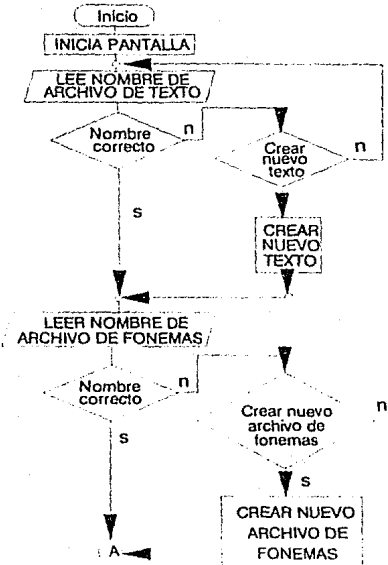 Inicio
INICIA PANTALLA
LEE NOMBRE DE
ARCHIVO DE TEXTO
Nombre
correcto
n
Crear
nuevo
texto
n
s
CREAR
NUEVO
TEXTO
LEER NOMBRE DE
ARCHIVO DE FONEMAS
Nombre
correcto
n
Crear nuevo
archivo de
fonemas
n
s
s
CREAR NUEVO
ARCHIVO DE
FONEMAS
A